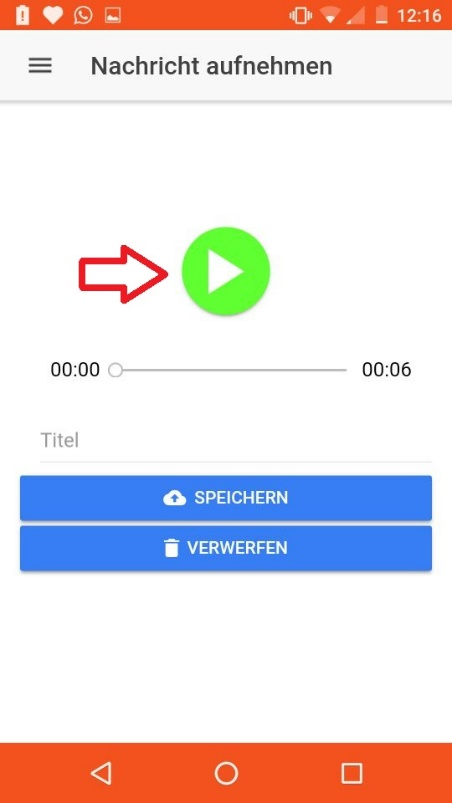 12:16
Nachricht aufnehmen
00:00 00:06
Titel
SPEICHERN
VERWERFEN